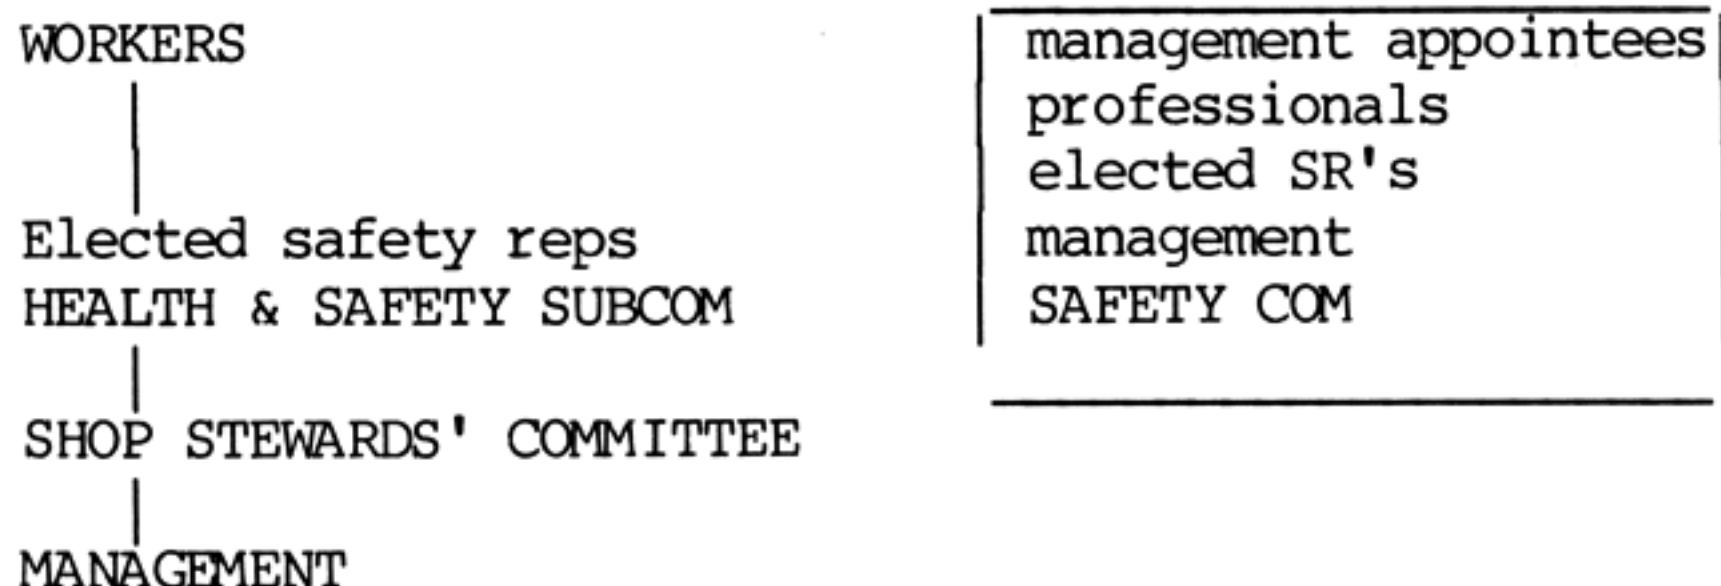 WORKERS
Elected safety reps
HEALTH & SAFETY SUBCOM
SHOP STEWARDS' COMMITTEE
MANAGEMENT
management appointees
professionals
elected SR's
management
SAFETY COM